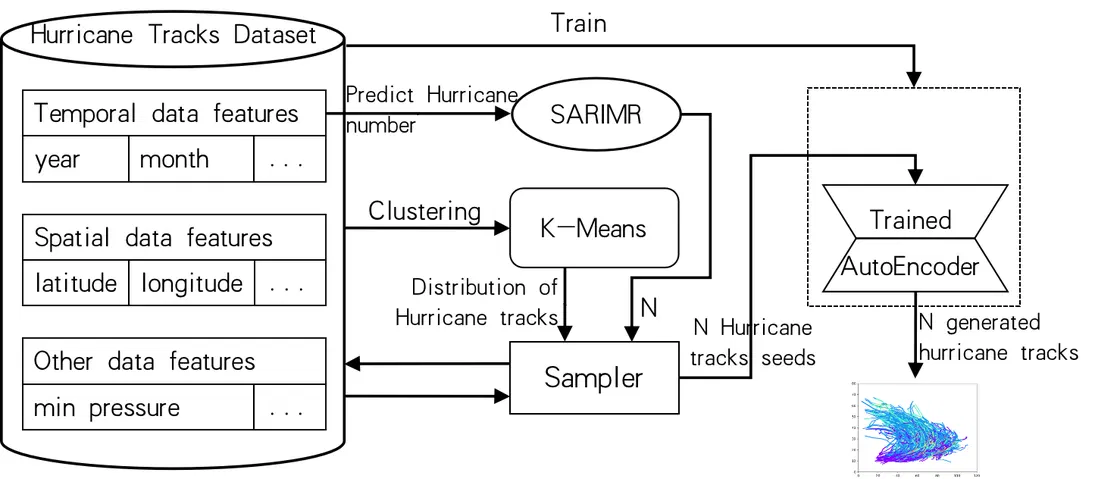 Hurricane Tracks Dataset
Train
Temporal data features
year month ...
Predict Hurricane
number
SARIMR
Spatial data features
latitude longitude ...
Clustering
K-Means
Trained
AutoEncoder
Distribution of
Hurricane tracks
N
Other data features
min pressure ...
Sampler
N Hurricane
tracks seeds
N generated
hurricane tracks